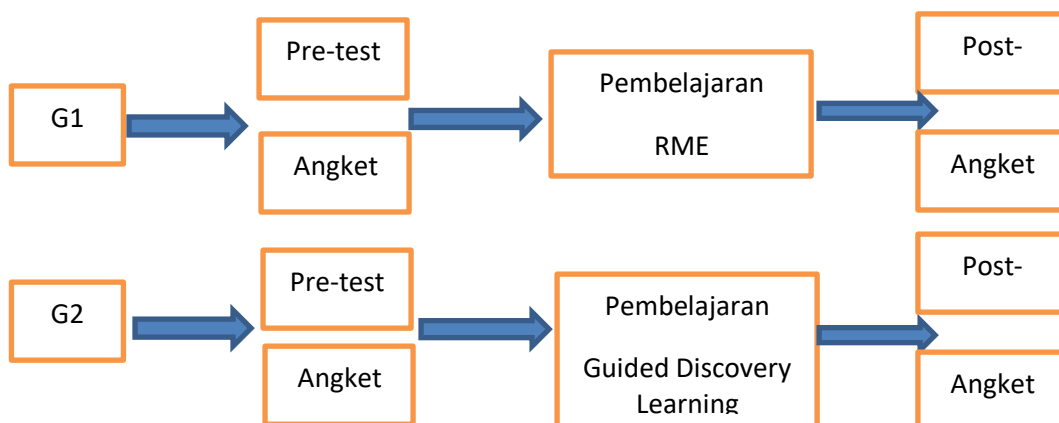 G1
Pre-test
Angket
Pembelajaran
RME
Post-
Angket
G2
Pre-test
Angket
Pembelajaran
Guided Discovery
Learning
Post-
Angket